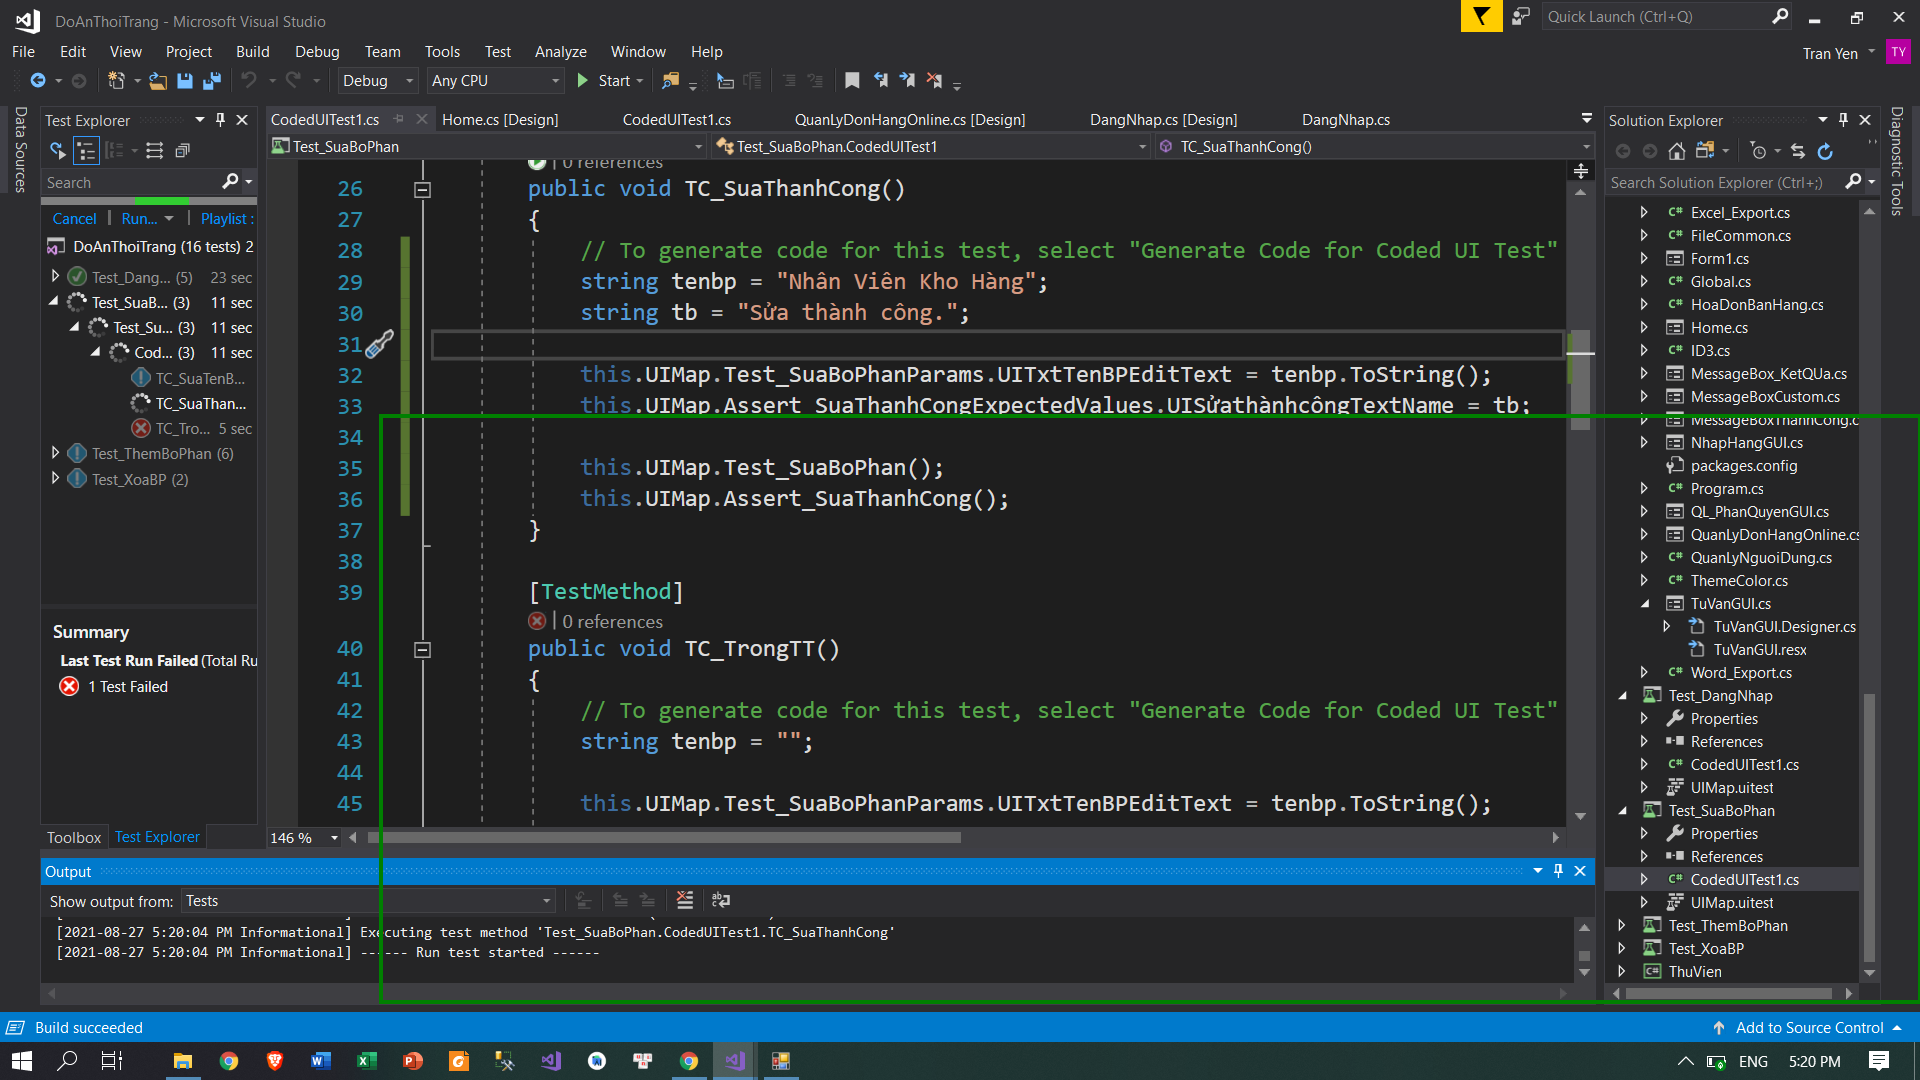 DoAnThoiTrang - Microsoft Visual Studio
Quick Launch (Ctrl+Q)
File Edit View Project Build Debug Team Tools Test Analyze Window Help
Tran Yen
TY
Debug Any CPU Start
Data Sources
Test Explorer
Search
Cancel Run... Playlist :
DoAnThoiTrang (16 tests) 2
Test_Dang... (5) 23 sec
Test_SuaB... (3) 11 sec
Test_Su... (3) 11 sec
Cod... (3) 11 sec
TC_SuaTenB...
TC_SuaThan...
TC_Tro... 5 sec
Test_ThemBoPhan (6)
Test_XoaBP (2)
Summary
Last Test Run Failed (Total Ru
1 Test Failed
Toolbox Test Explorer
CodedUITest1.cs Home.cs [Design] CodedUITest1.cs QuanLyDonHangOnline.cs [Design] DangNhap.cs [Design] DangNhap.cs
Test_SuaBoPhan Test_SuaBoPhan.CodedUITest1 TC_SuaThanhCong()
0 references
26 public void TC_SuaThanhCong()
27 {
28 // To generate code for this test, select "Generate Code for Coded UI Test"
29 string tenbp = "Nhân Viên Kho Hàng";
30 string tb = "Sửa thành công.";
31
32 this.UIMap.Test_SuaBoPhanParams.UITxtTenBPEditText = tenbp.ToString();
33 this.UIMap.Assert_SuaThanhCongExpectedValues.UISửathànhcôngTextName = tb;
34
35 this.UIMap.Test_SuaBoPhan();
36 this.UIMap.Assert_SuaThanhCong();
37 }
38
39 [TestMethod]
0 references
40 public void TC_TrongTT()
41 {
42 // To generate code for this test, select "Generate Code for Coded UI Test"
43 string tenbp = "";
44
45 this.UIMap.Test_SuaBoPhanParams.UITxtTenBPEditText = tenbp.ToString();
146 %
Output
Show output from: Tests
[2021-08-27 5:20:04 PM Informational] Executing test method 'Test_SuaBoPhan.CodedUITest1.TC_SuaThanhCong'
[2021-08-27 5:20:04 PM Informational] ------ Run test started ------
Solution Explorer
Search Solution Explorer (Ctrl+;)
Excel_Export.cs
FileCommon.cs
Form1.cs
Global.cs
HoaDonBanHang.cs
Home.cs
ID3.cs
MessageBox_KetQUa.cs
MessageBoxCustom.cs
MessageBoxThanhCong.c
NhapHangGUI.cs
packages.config
Program.cs
QL_PhanQuyenGUI.cs
QuanLyDonHangOnline.cs
QuanLyNguoiDung.cs
ThemeColor.cs
TuVanGUI.cs
TuVanGUI.Designer.cs
TuVanGUI.resx
Word_Export.cs
Test_DangNhap
Properties
References
CodedUITest1.cs
UIMap.uitest
Test_SuaBoPhan
Properties
References
CodedUITest1.cs
UIMap.uitest
Test_ThemBoPhan
Test_XoaBP
ThuVien
Diagnostic Tools
Build succeeded
Add to Source Control
ENG 5:20 PM